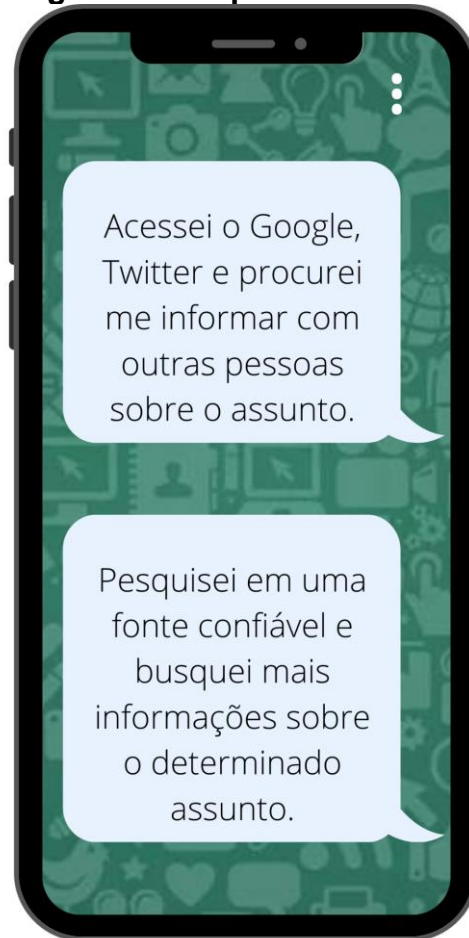 Acessei o Google,
Twitter e procurei
me informar com
outras pessoas
sobre o assunto.
Pesquisei em uma
fonte confiável e
busquei mais
informações sobre
o determinado
assunto.